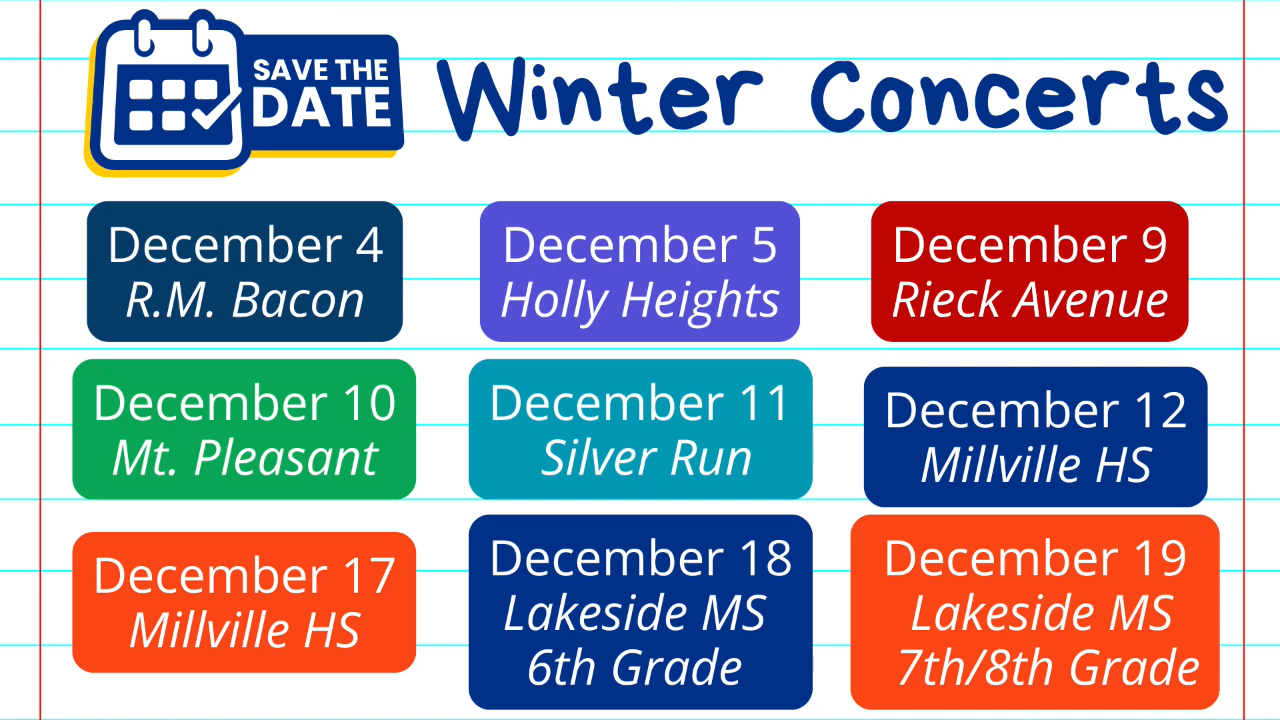 SAVE THE
DATE
Winter Concerts
December 4
R.M. Bacon
December 5
Holly Heights
December 9
Rieck Avenue
December 10
Mt. Pleasant
December 11
Silver Run
December 12
Millville HS
December 17
Millville HS
December 18
Lakeside MS
6th Grade
December 19
Lakeside MS
7th/8th Grade